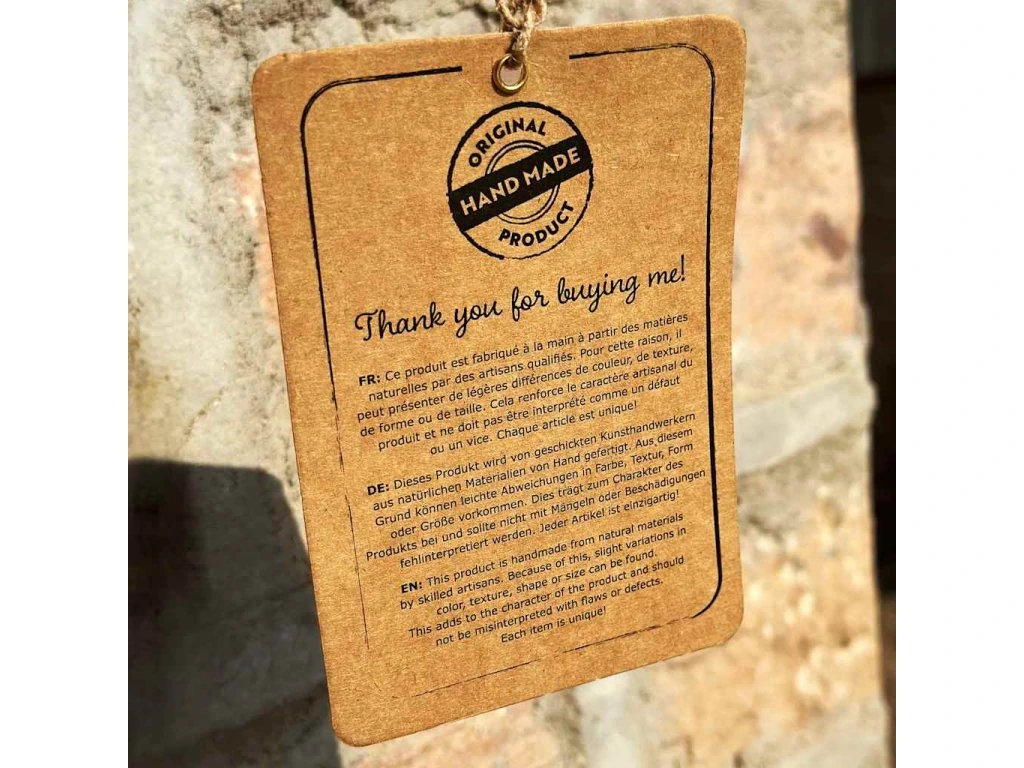 ORIGINAL
HAND MADE
PRODUCT
Thank you for buying me!
FR: Ce produit est fabriqué à la main à partir des matières
naturelles par des artisans qualifiés. Pour cette raison, il
peut présenter de légères différences de couleur, de texture,
de forme ou de taille. Cela renforce le caractère artisanal du
produit et ne doit pas être interprété comme un défaut
ou un vice. Chaque article est unique!
DE: Dieses Produkt wird von geschickten Kunsthandwerkern
aus natürlichen Materialien von Hand gefertigt. Aus diesem
Grund können leichte Abweichungen in Farbe, Textur, Form
oder Größe vorkommen. Dies trägt zum Charakter des
Produkts bei und sollte nicht mit Mängeln oder Beschädigungen
fehlinterpretiert werden. Jeder Artikel ist einzigartig!
EN: This product is handmade from natural materials
by skilled artisans. Because of this, slight variations in
color, texture, shape or size can be found.
This adds to the character of the product and should
not be misinterpreted with flaws or defects.
Each item is unique!